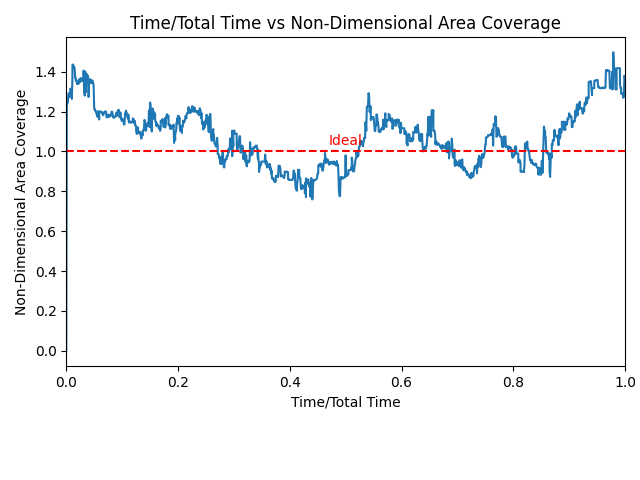 Time/Total Time vs Non-Dimensional Area Coverage
Non-Dimensional Area Coverage
1.4
1.2
1.0
0.8
0.6
0.4
0.2
0.0
Ideal
0.0 0.2 0.4 0.6 0.8 1.0
Time/Total Time